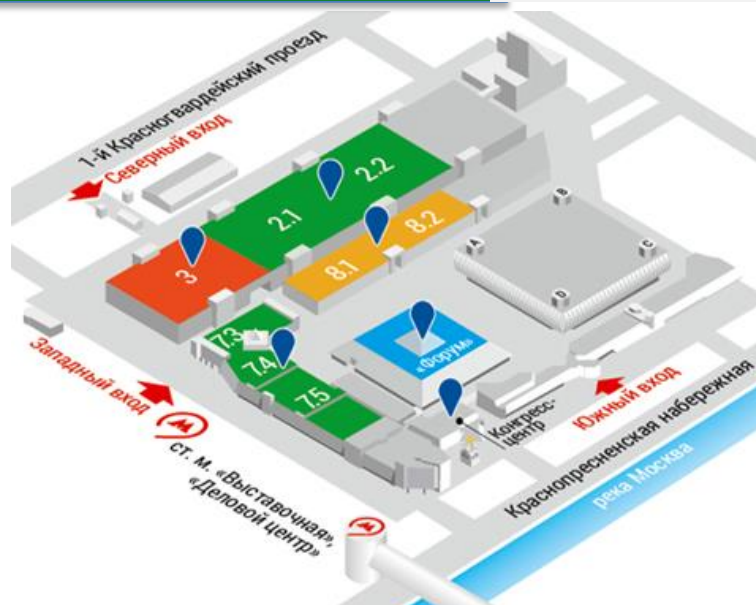 1-й Красногвардейский проезд
Северный вход
2.1
2.2
3
8.1
8.2
A
B
C
D
7.3
7.4
7.5
«Форум»
Западный вход
М
ст. м. «Выставочная»,
«Деловой центр»
М
Конгресс-
центр
Южный вход
Краснопресненская набережная
река Москва